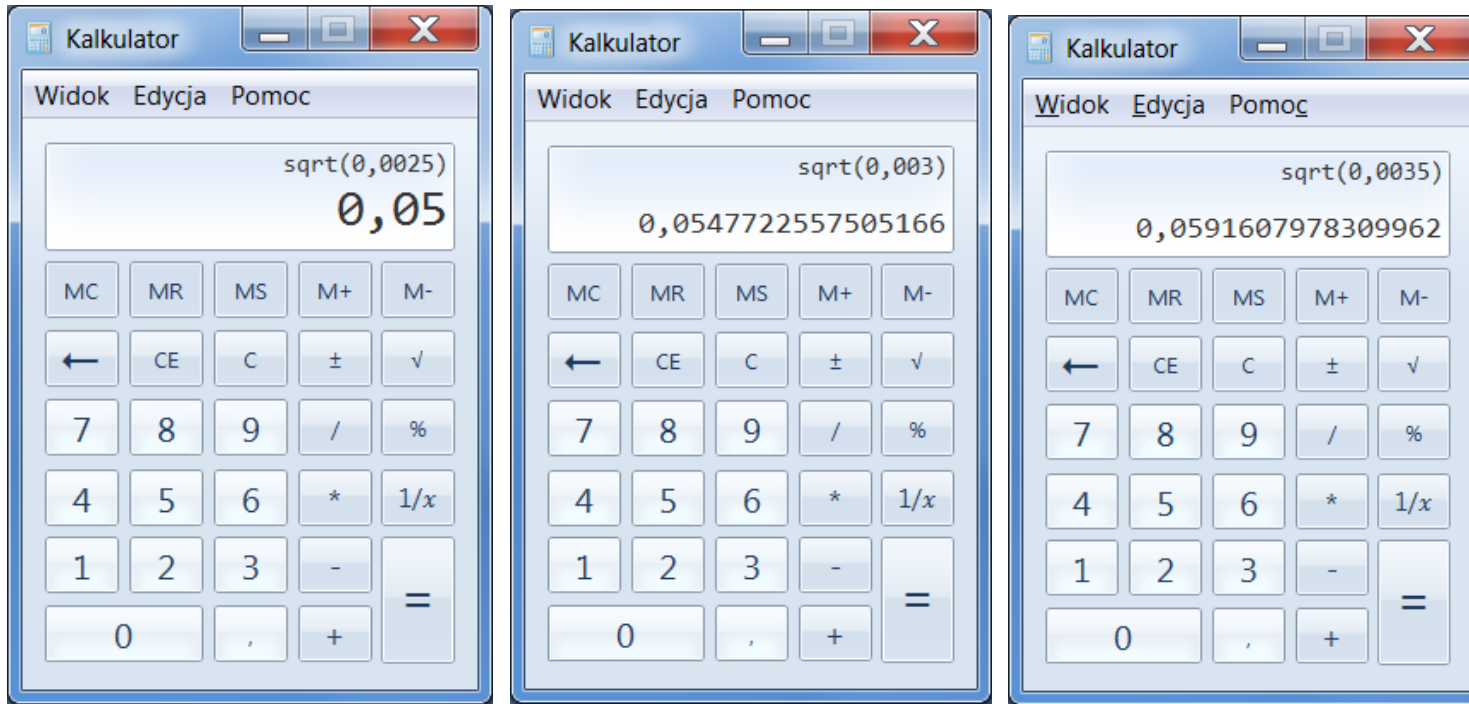 Kalkulator
Widok Edycja Pomoc
sqrt(0,0025)
0,05
MC MR MS M+ M-
← CE C ± √
7 8 9 / %
4 5 6 * 1/x
1 2 3 - =
0 , +
Kalkulator
Widok Edycja Pomoc
sqrt(0,003)
0,0547722557505166
MC MR MS M+ M-
← CE C ± √
7 8 9 / %
4 5 6 * 1/x
1 2 3 - =
0 , +
Kalkulator
Widok Edycja Pomoc
sqrt(0,0035)
0,0591607978309962
MC MR MS M+ M-
← CE C ± √
7 8 9 / %
4 5 6 * 1/x
1 2 3 - =
0 , +